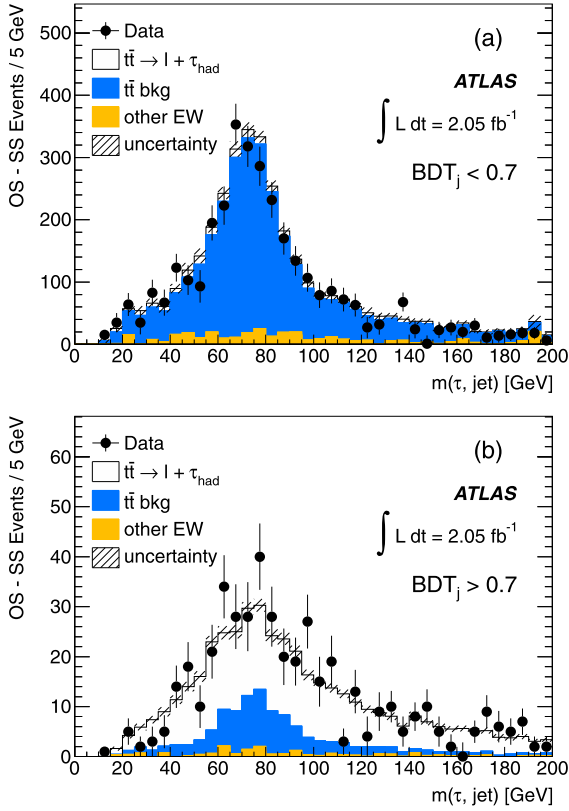 OS - SS Events / 5 GeV
500
400
300
200
100
0
Data
tt̄ → l + τhad
tt̄ bkg
other EW
uncertainty
(a)
ATLAS
∫ L dt = 2.05 fb⁻¹
BDTj < 0.7
0 20 40 60 80 100 120 140 160 180 200
m(τ, jet) [GeV]
OS - SS Events / 5 GeV
60
50
40
30
20
10
0
Data
tt̄ → l + τhad
tt̄ bkg
other EW
uncertainty
(b)
ATLAS
∫ L dt = 2.05 fb⁻¹
BDTj > 0.7
0 20 40 60 80 100 120 140 160 180 200
m(τ, jet) [GeV]